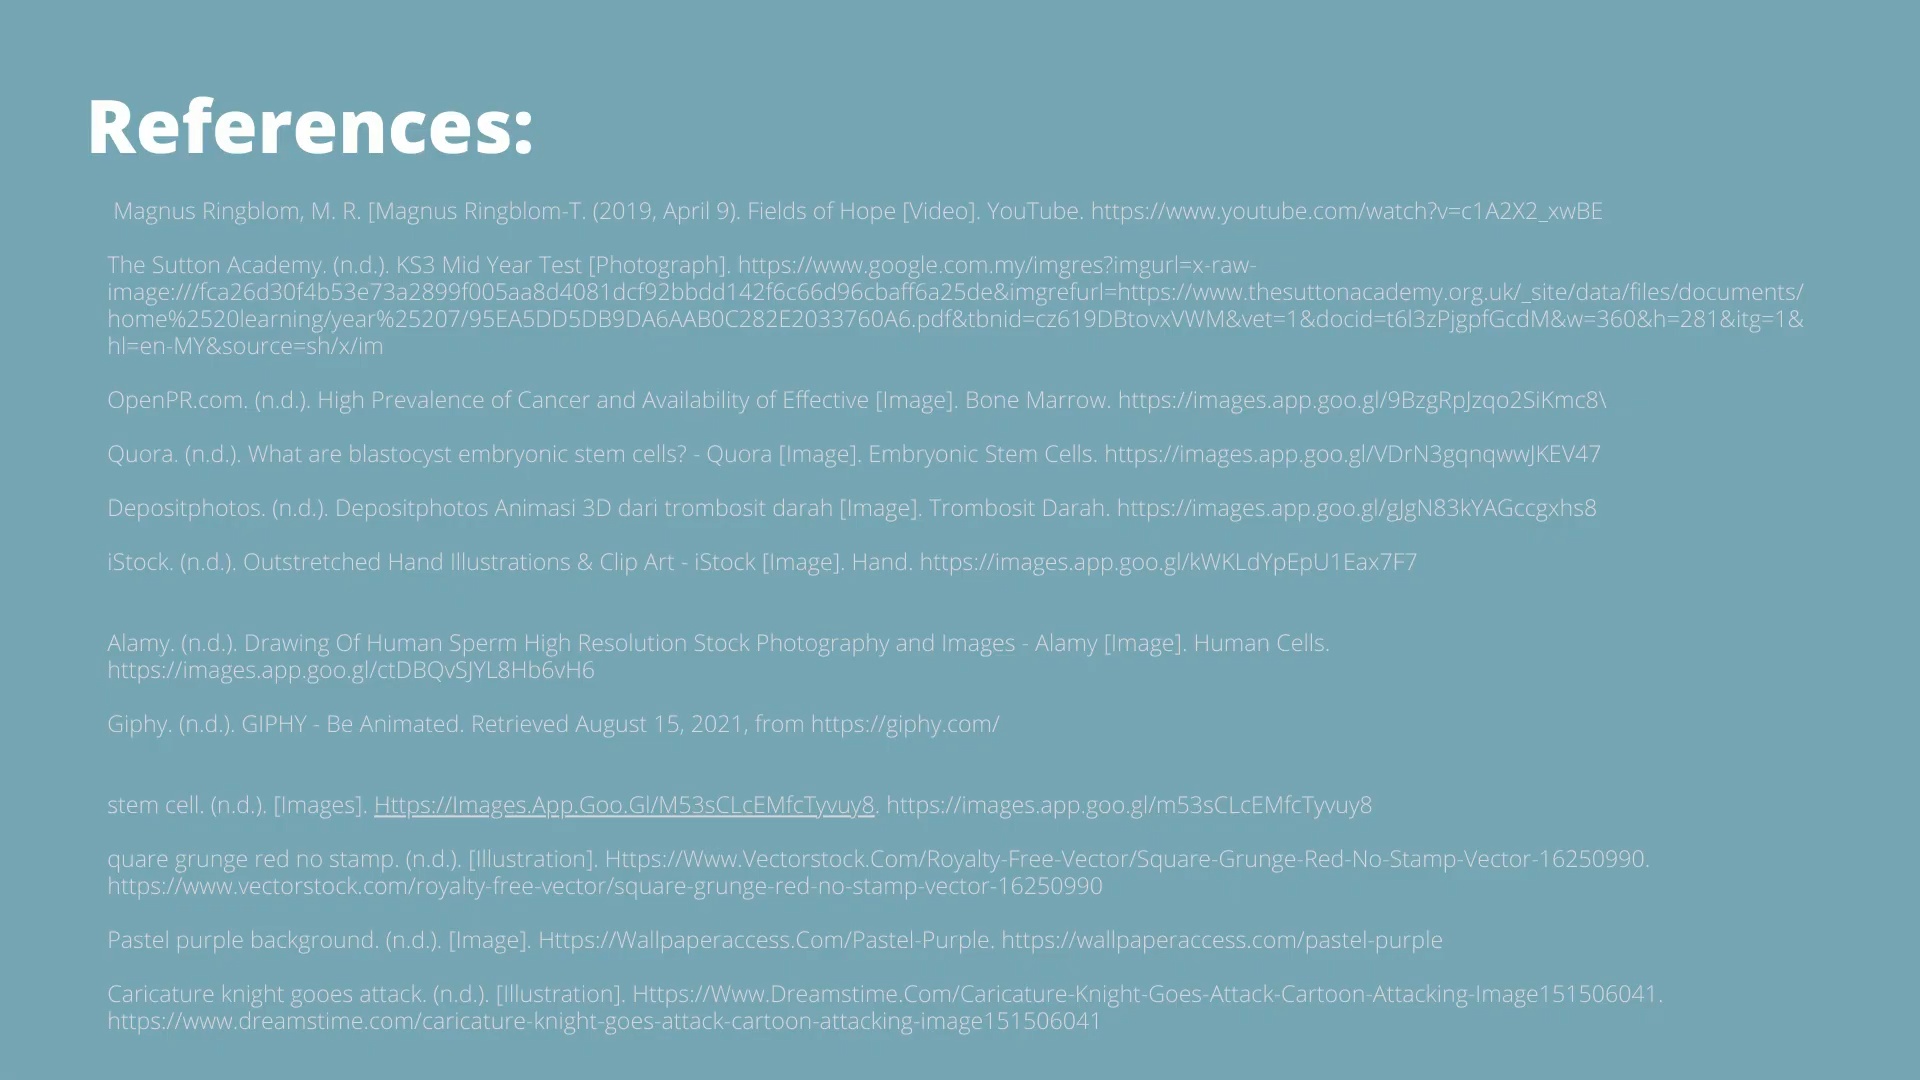 References:
Magnus Ringblom, M. R. [Magnus Ringblom-T. (2019, April 9). Fields of Hope [Video]. YouTube. https://www.youtube.com/watch?v=c1A2X2_xwBE
The Sutton Academy. (n.d.). KS3 Mid Year Test [Photograph]. https://www.google.com.my/imgres?imgurl=x-raw-
image:///fca26d30f4b53e73a2899f005aa8d4081dcf92bbdd142f6c66d96cbaff6a25de&imgrefurl=https://www.thesuttonacademy.org.uk/_site/data/files/documents/
home%2520learning/year%25207/95EA5DD5DB9DA6AAB0C282E2033760A6.pdf&tbnid=cz619DBtovxVWM&vet=1&docid=t6l3zPjgpfGcdM&w=360&h=281&itg=1&
hl=en-MY&source=sh/x/im
OpenPR.com. (n.d.). High Prevalence of Cancer and Availability of Effective [Image]. Bone Marrow. https://images.app.goo.gl/9BzgRpJzqo2SiKmc8\
Quora. (n.d.). What are blastocyst embryonic stem cells? - Quora [Image]. Embryonic Stem Cells. https://images.app.goo.gl/VDrN3gqnqwwJKEV47
Depositphotos. (n.d.). Depositphotos Animasi 3D dari trombosit darah [Image]. Trombosit Darah. https://images.app.goo.gl/gJgN83kYAGccgxhs8
iStock. (n.d.). Outstretched Hand Illustrations & Clip Art - iStock [Image]. Hand. https://images.app.goo.gl/kWKLdYpEpU1Eax7F7
Alamy. (n.d.). Drawing Of Human Sperm High Resolution Stock Photography and Images - Alamy [Image]. Human Cells.
https://images.app.goo.gl/ctDBQvSJYL8Hb6vH6
Giphy. (n.d.). GIPHY - Be Animated. Retrieved August 15, 2021, from https://giphy.com/
stem cell. (n.d.). [Images]. Https://Images.App.Goo.Gl/M53sCLcEMfcTyvuy8. https://images.app.goo.gl/m53sCLcEMfcTyvuy8
quare grunge red no stamp. (n.d.). [Illustration]. Https://Www.Vectorstock.Com/Royalty-Free-Vector/Square-Grunge-Red-No-Stamp-Vector-16250990.
https://www.vectorstock.com/royalty-free-vector/square-grunge-red-no-stamp-vector-16250990
Pastel purple background. (n.d.). [Image]. Https://Wallpaperaccess.Com/Pastel-Purple. https://wallpaperaccess.com/pastel-purple
Caricature knight gooes attack. (n.d.). [Illustration]. Https://Www.Dreamstime.Com/Caricature-Knight-Goes-Attack-Cartoon-Attacking-Image151506041.
https://www.dreamstime.com/caricature-knight-goes-attack-cartoon-attacking-image151506041